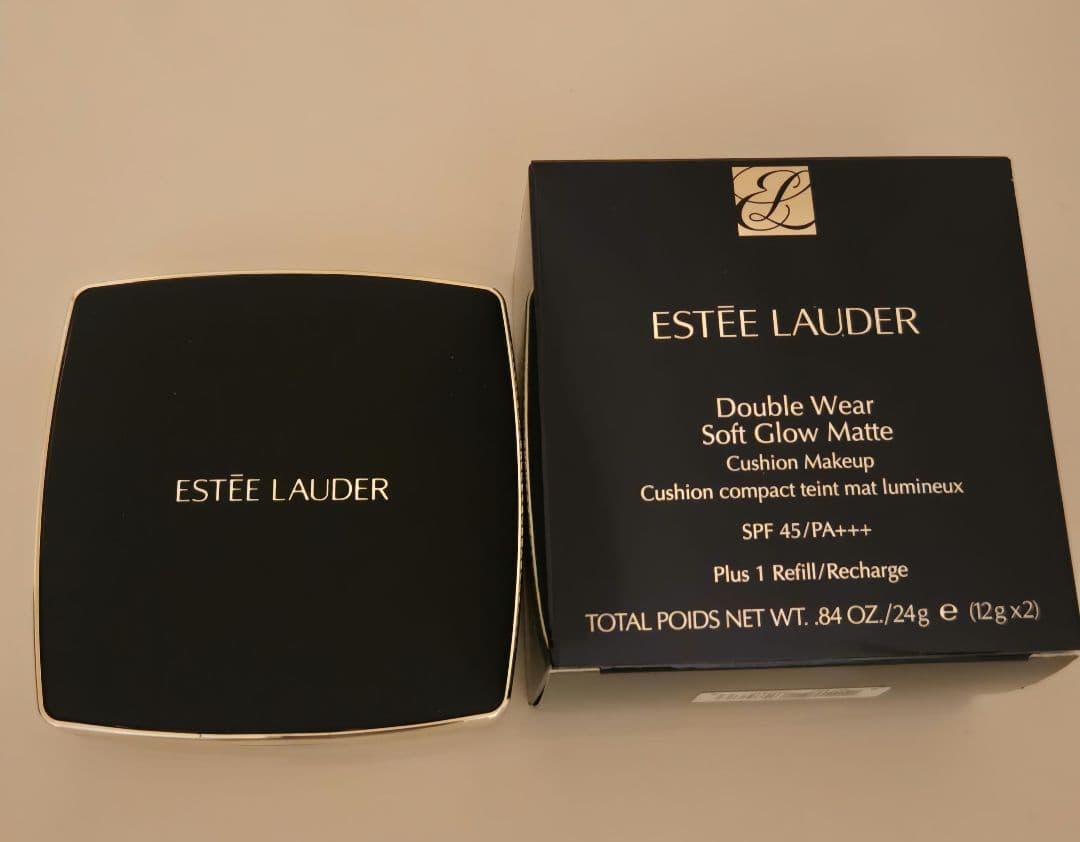 ESTĒE LAUDER
ESTĒE LAUDER
Double Wear
Soft Glow Matte
Cushion Makeup
Cushion compact teint mat lumineux
SPF 45/PA+++
Plus 1 Refill/Recharge
TOTAL POIDS NET WT. .84 OZ./24g ℮ (12g x2)